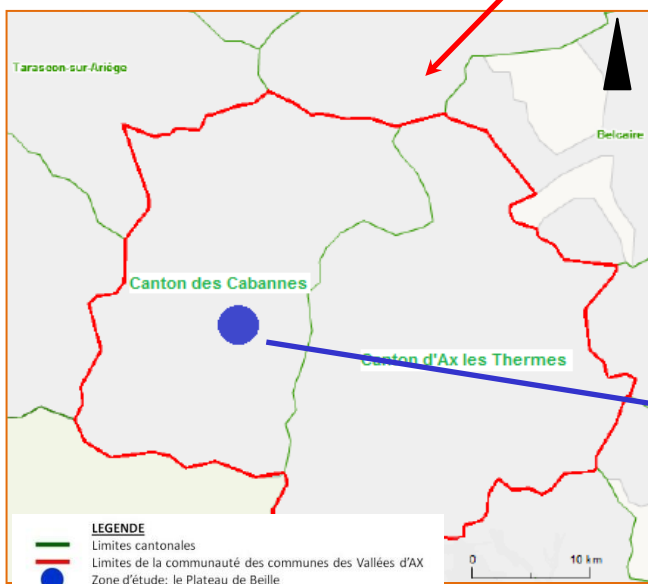 Tarascon-sur-Ariège
Belcaire
Canton des Cabannes
Canton d'Ax les Thermes
LEGENDE
Limites cantonales
Limites de la communauté des communes des Vallées d'AX
Zone d'étude: le Plateau de Beille
0 10 km